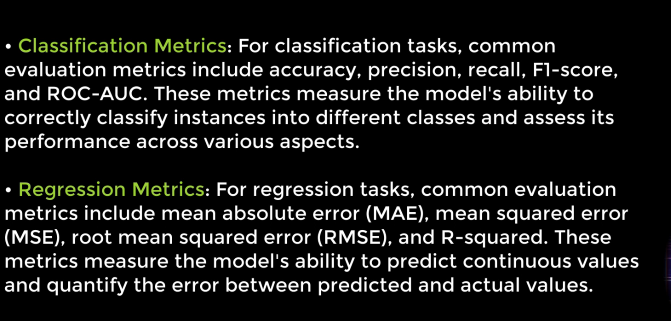 • Classification Metrics: For classification tasks, common
evaluation metrics include accuracy, precision, recall, F1-score,
and ROC-AUC. These metrics measure the model's ability to
correctly classify instances into different classes and assess its
performance across various aspects.
• Regression Metrics: For regression tasks, common evaluation
metrics include mean absolute error (MAE), mean squared error
(MSE), root mean squared error (RMSE), and R-squared. These
metrics measure the model's ability to predict continuous values
and quantify the error between predicted and actual values.